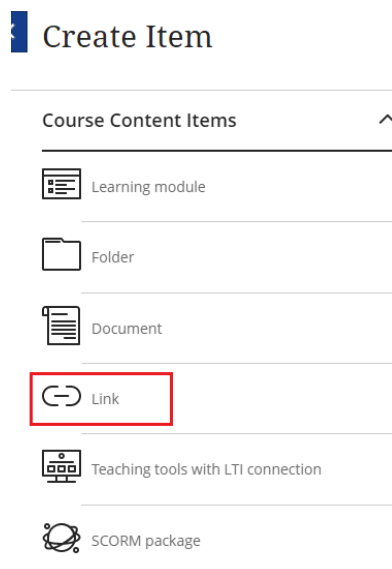 Create Item
Course Content Items
Learning module
Folder
Document
Link
Teaching tools with LTI connection
SCORM package